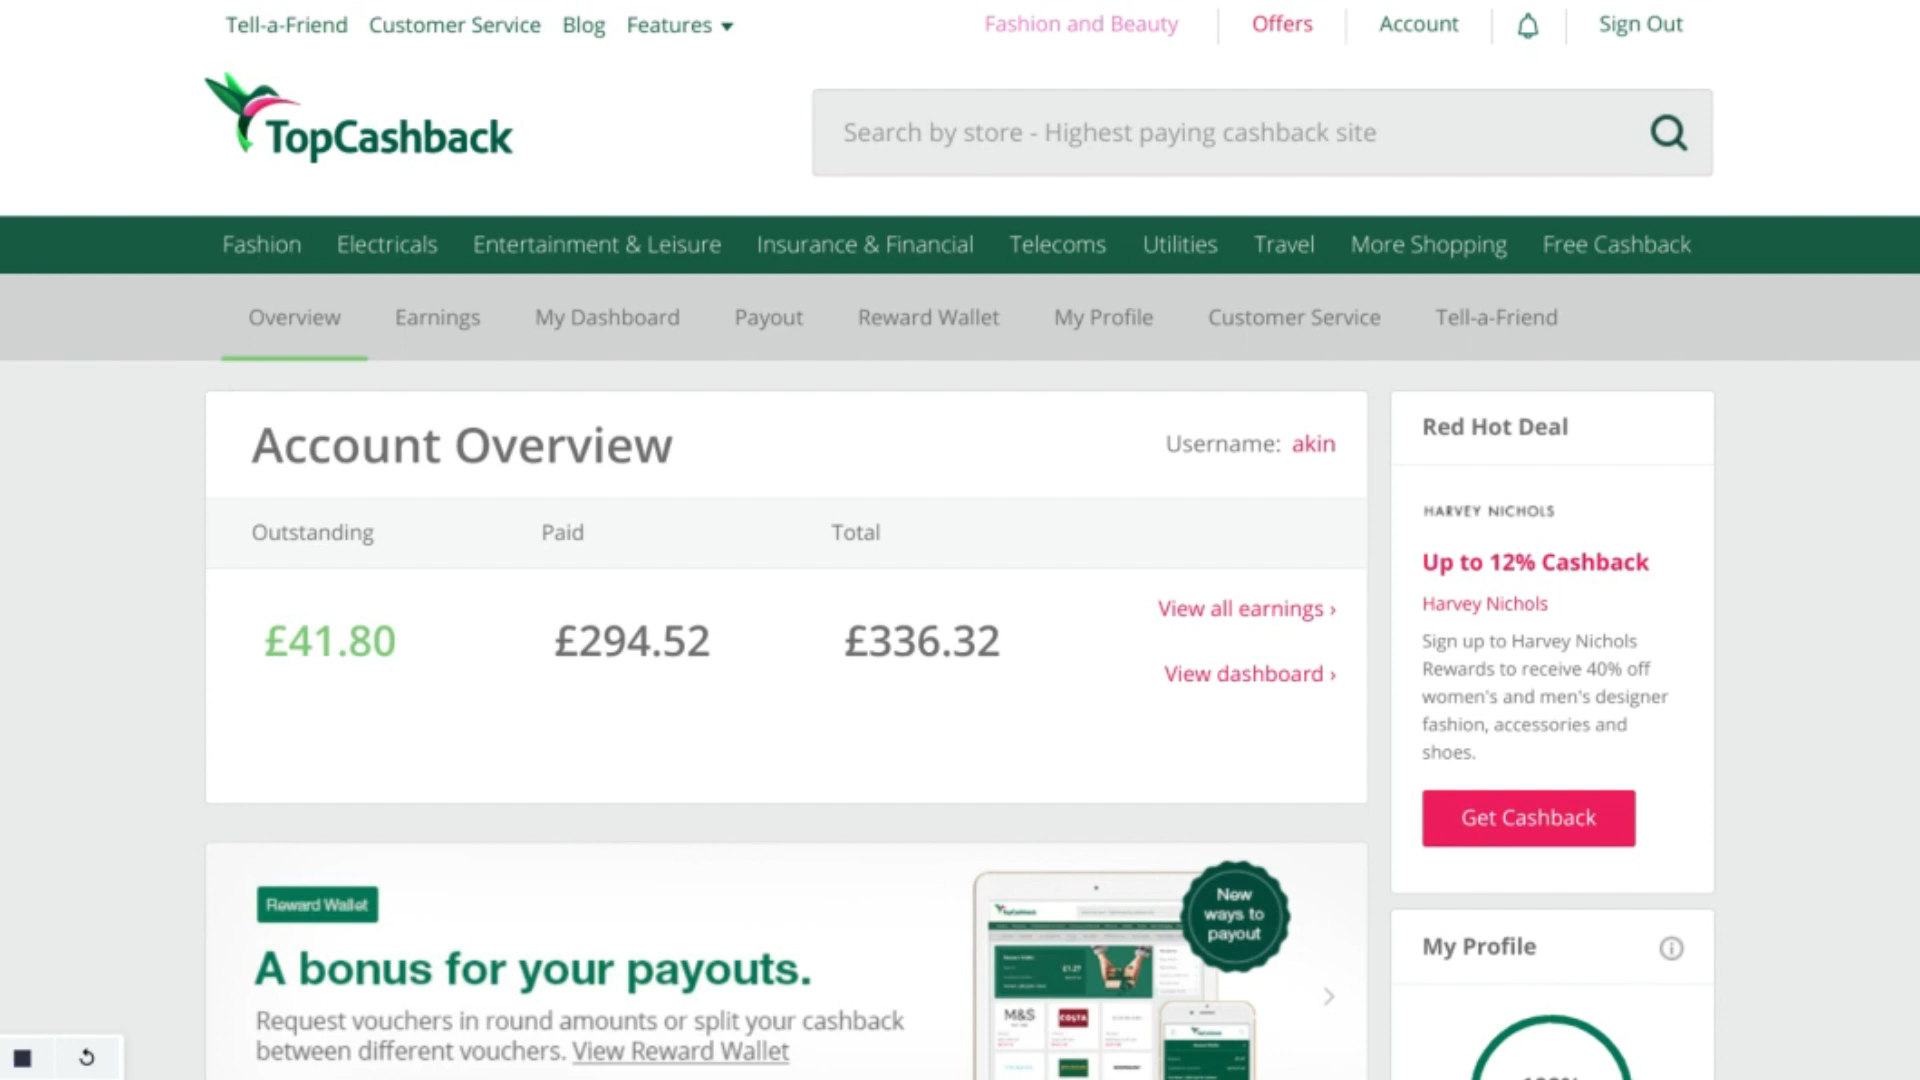 Tell-a-Friend Customer Service Blog Features
Fashion and Beauty Offers Account Sign Out
TopCashback
Search by store - Highest paying cashback site
Fashion Electricals Entertainment & Leisure Insurance & Financial Telecoms Utilities Travel More Shopping Free Cashback
Overview Earnings My Dashboard Payout Reward Wallet My Profile Customer Service Tell-a-Friend
Account Overview
Username: akin
Outstanding Paid Total
£41.80 £294.52 £336.32
View all earnings ›
View dashboard ›
Reward Wallet
A bonus for your payouts.
Request vouchers in round amounts or split your cashback
between different vouchers. View Reward Wallet
New
ways to
payout
TopCashback
£1.27
M&S
COSTA
Red Hot Deal
HARVEY NICHOLS
Up to 12% Cashback
Harvey Nichols
Sign up to Harvey Nichols
Rewards to receive 40% off
women's and men's designer
fashion, accessories and
shoes.
Get Cashback
My Profile